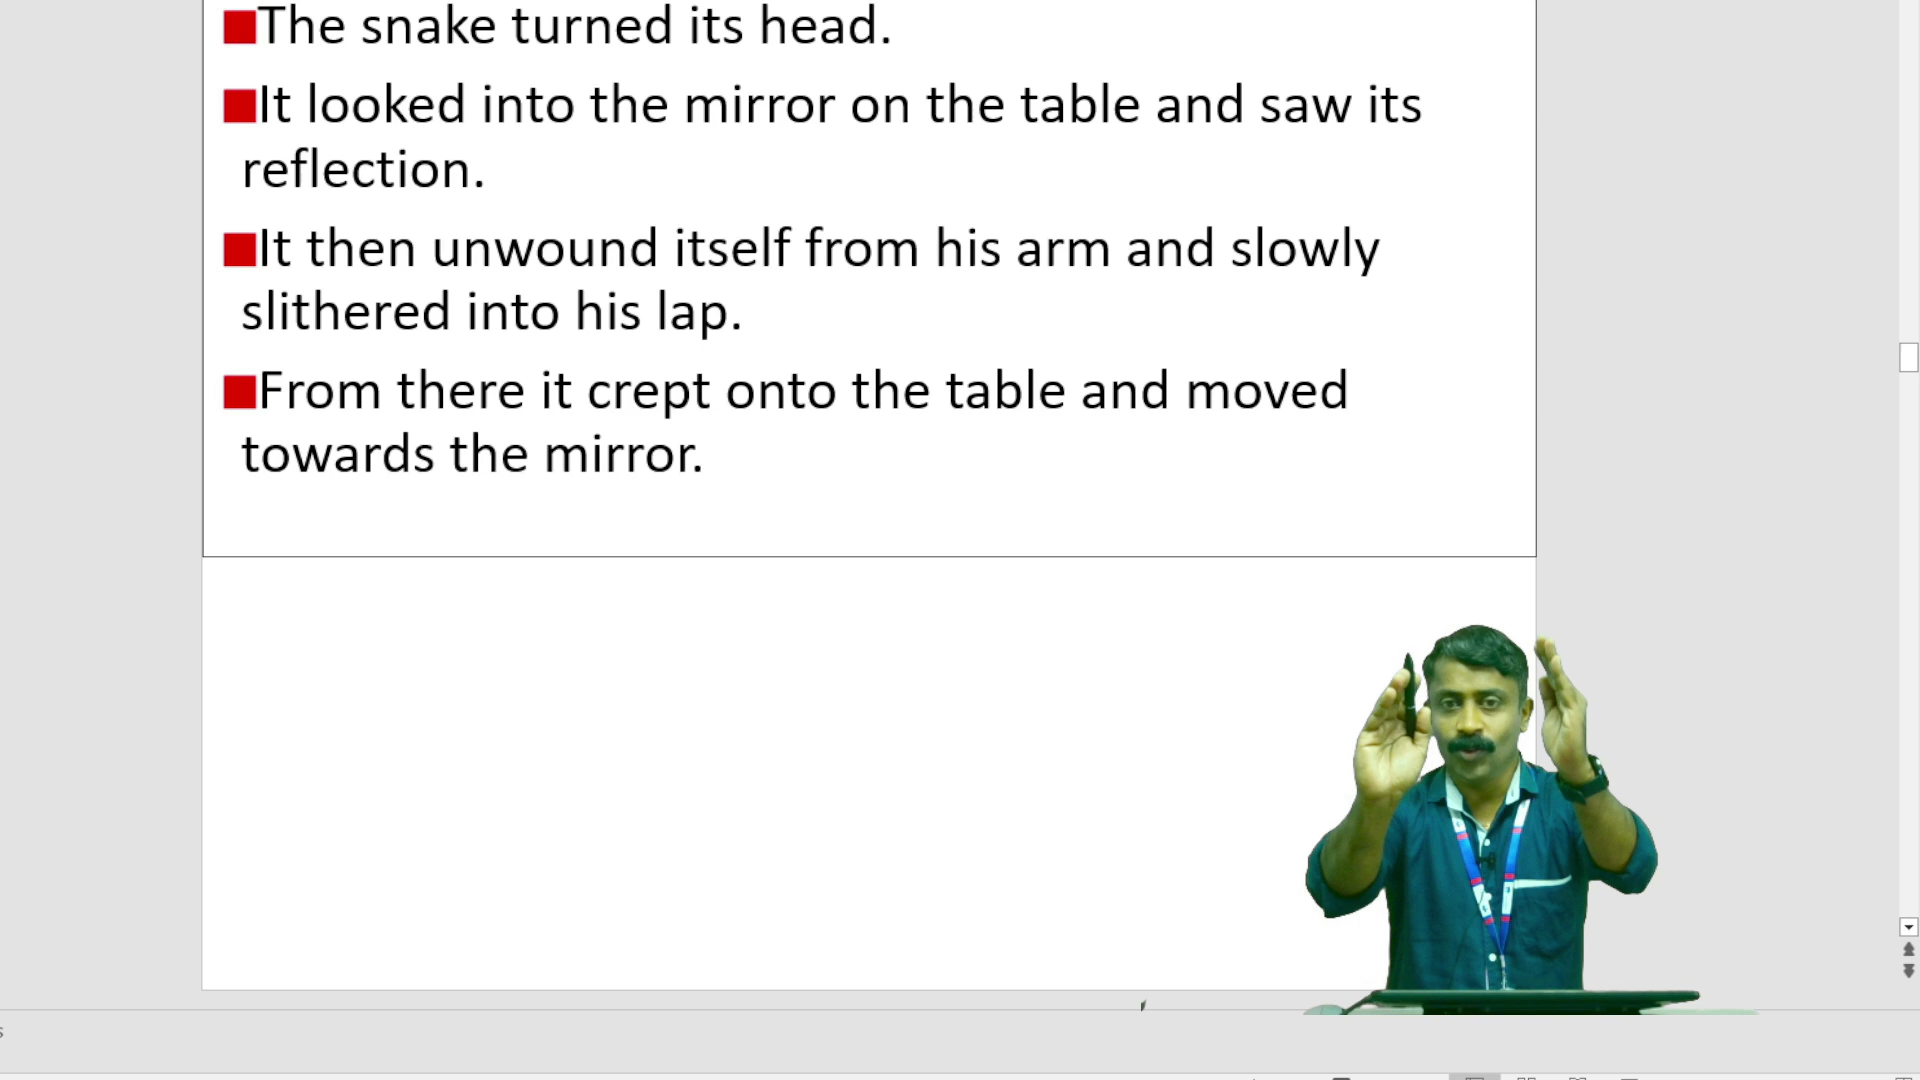 The snake turned its head.
It looked into the mirror on the table and saw its
reflection.
It then unwound itself from his arm and slowly
slithered into his lap.
From there it crept onto the table and moved
towards the mirror.